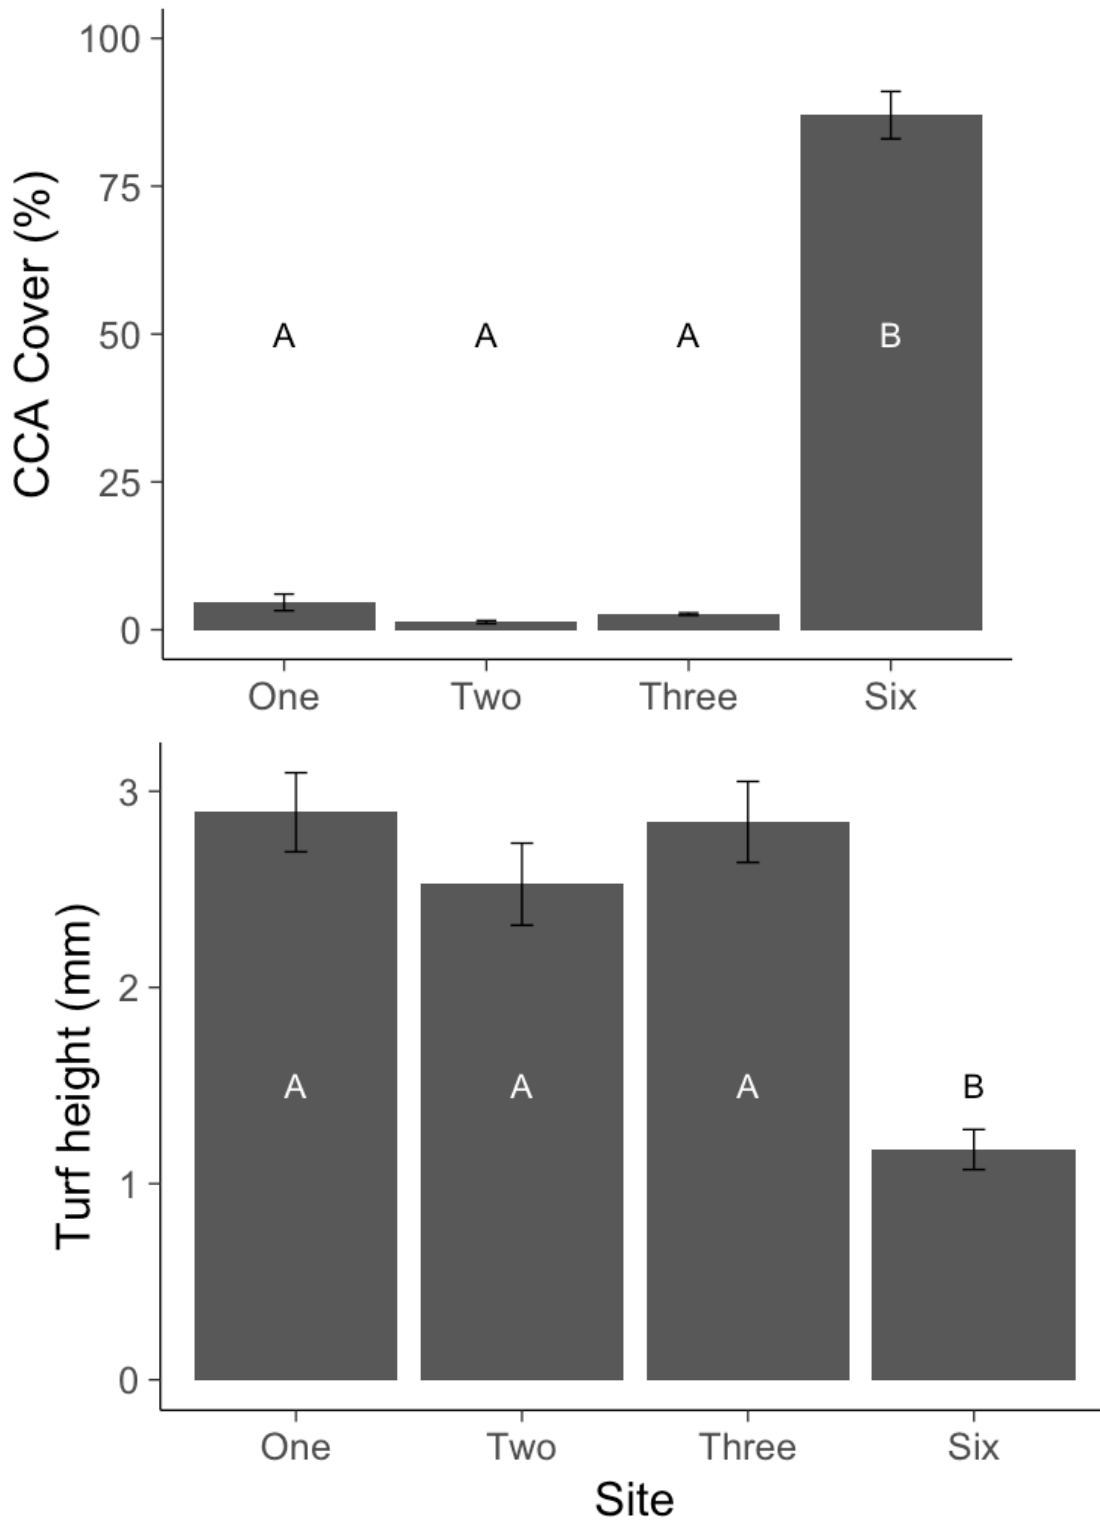 100
75
50
25
0
CCA Cover (%)
A A A B
One Two Three Six
3
2
1
0
Turf height (mm)
A A A B
One Two Three Six
Site